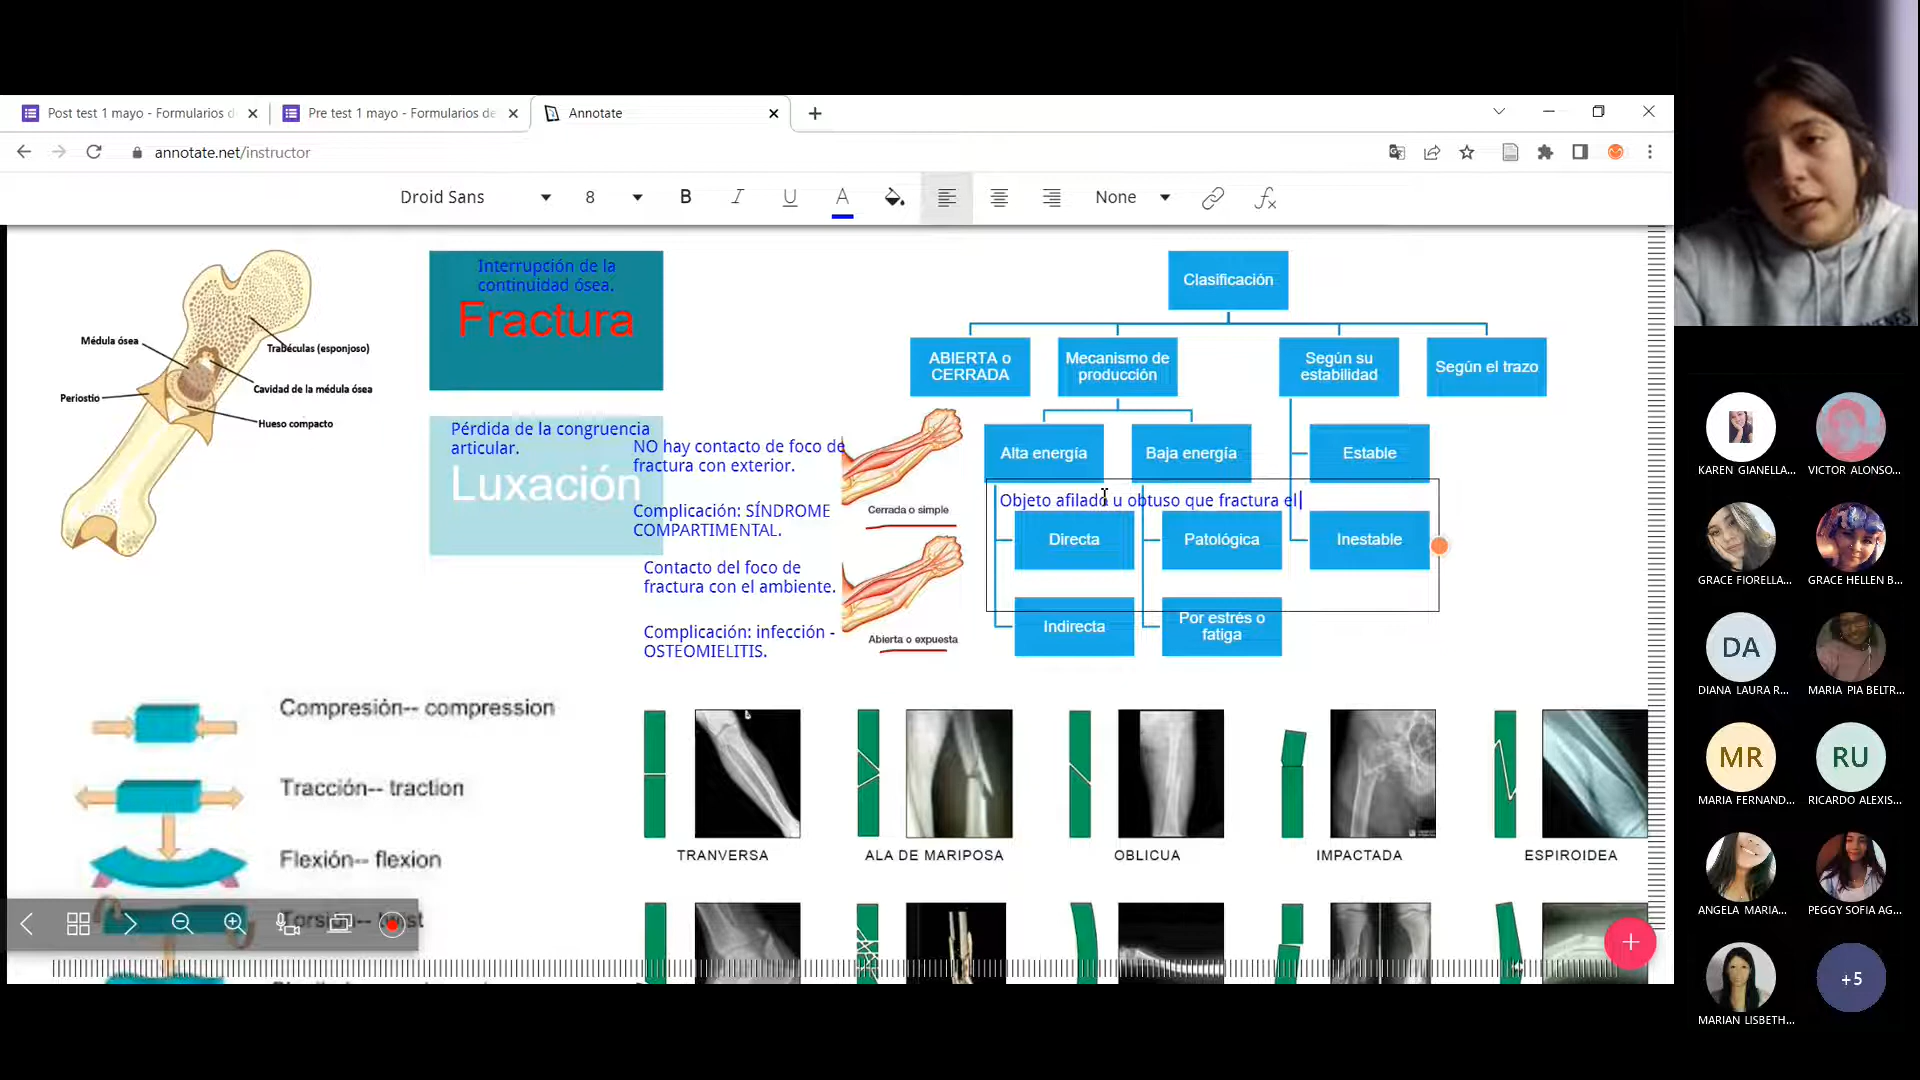 Post test 1 mayo - Formularios d
Pre test 1 mayo - Formularios de
Annotate
annotate.net/instructor
Droid Sans
8
B
I
U
A
None
fx
Médula ósea
Trabéculas (esponjoso)
Cavidad de la médula ósea
Periostio
Hueso compacto
Interrupción de la
continuidad ósea.
Fractura
Pérdida de la congruencia
articular.
Luxación
NO hay contacto de foco de
fractura con exterior.
Complicación: SÍNDROME
COMPARTIMENTAL.
Contacto del foco de
fractura con el ambiente.
Complicación: infección -
OSTEOMIELITIS.
Cerrada o simple
Abierta o expuesta
Clasificación
ABIERTA o
CERRADA
Mecanismo de
producción
Según su
estabilidad
Según el trazo
Alta energía
Baja energía
Estable
Objeto afilado u obtuso que fractura el
Directa
Patológica
Inestable
Indirecta
Por estrés o
fatiga
Compresión-- compression
Tracción-- traction
Flexión-- flexion
TRANVERSA
ALA DE MARIPOSA
OBLICUA
IMPACTADA
ESPIROIDEA
KAREN GIANELLA...
VICTOR ALONSO...
GRACE FIORELLA...
GRACE HELLEN B...
DA
DIANA LAURA R...
MARIA PIA BELTR...
MR
MARIA FERNAND...
RU
RICARDO ALEXIS...
ANGELA MARIA...
PEGGY SOFIA AG...
MARIAN LISBETH...
+5